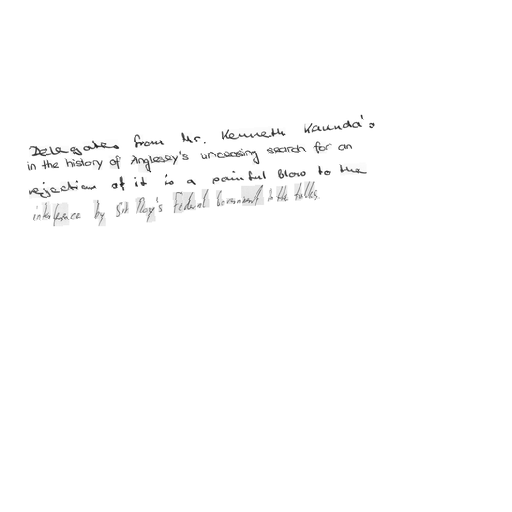 Delegates from Mr. Kenneth Kaunda's
in the history of Anglesey's unceasing search for an
rejection of it is a painful blow to the
interference by Sir Roy's Federal Government in the talks.